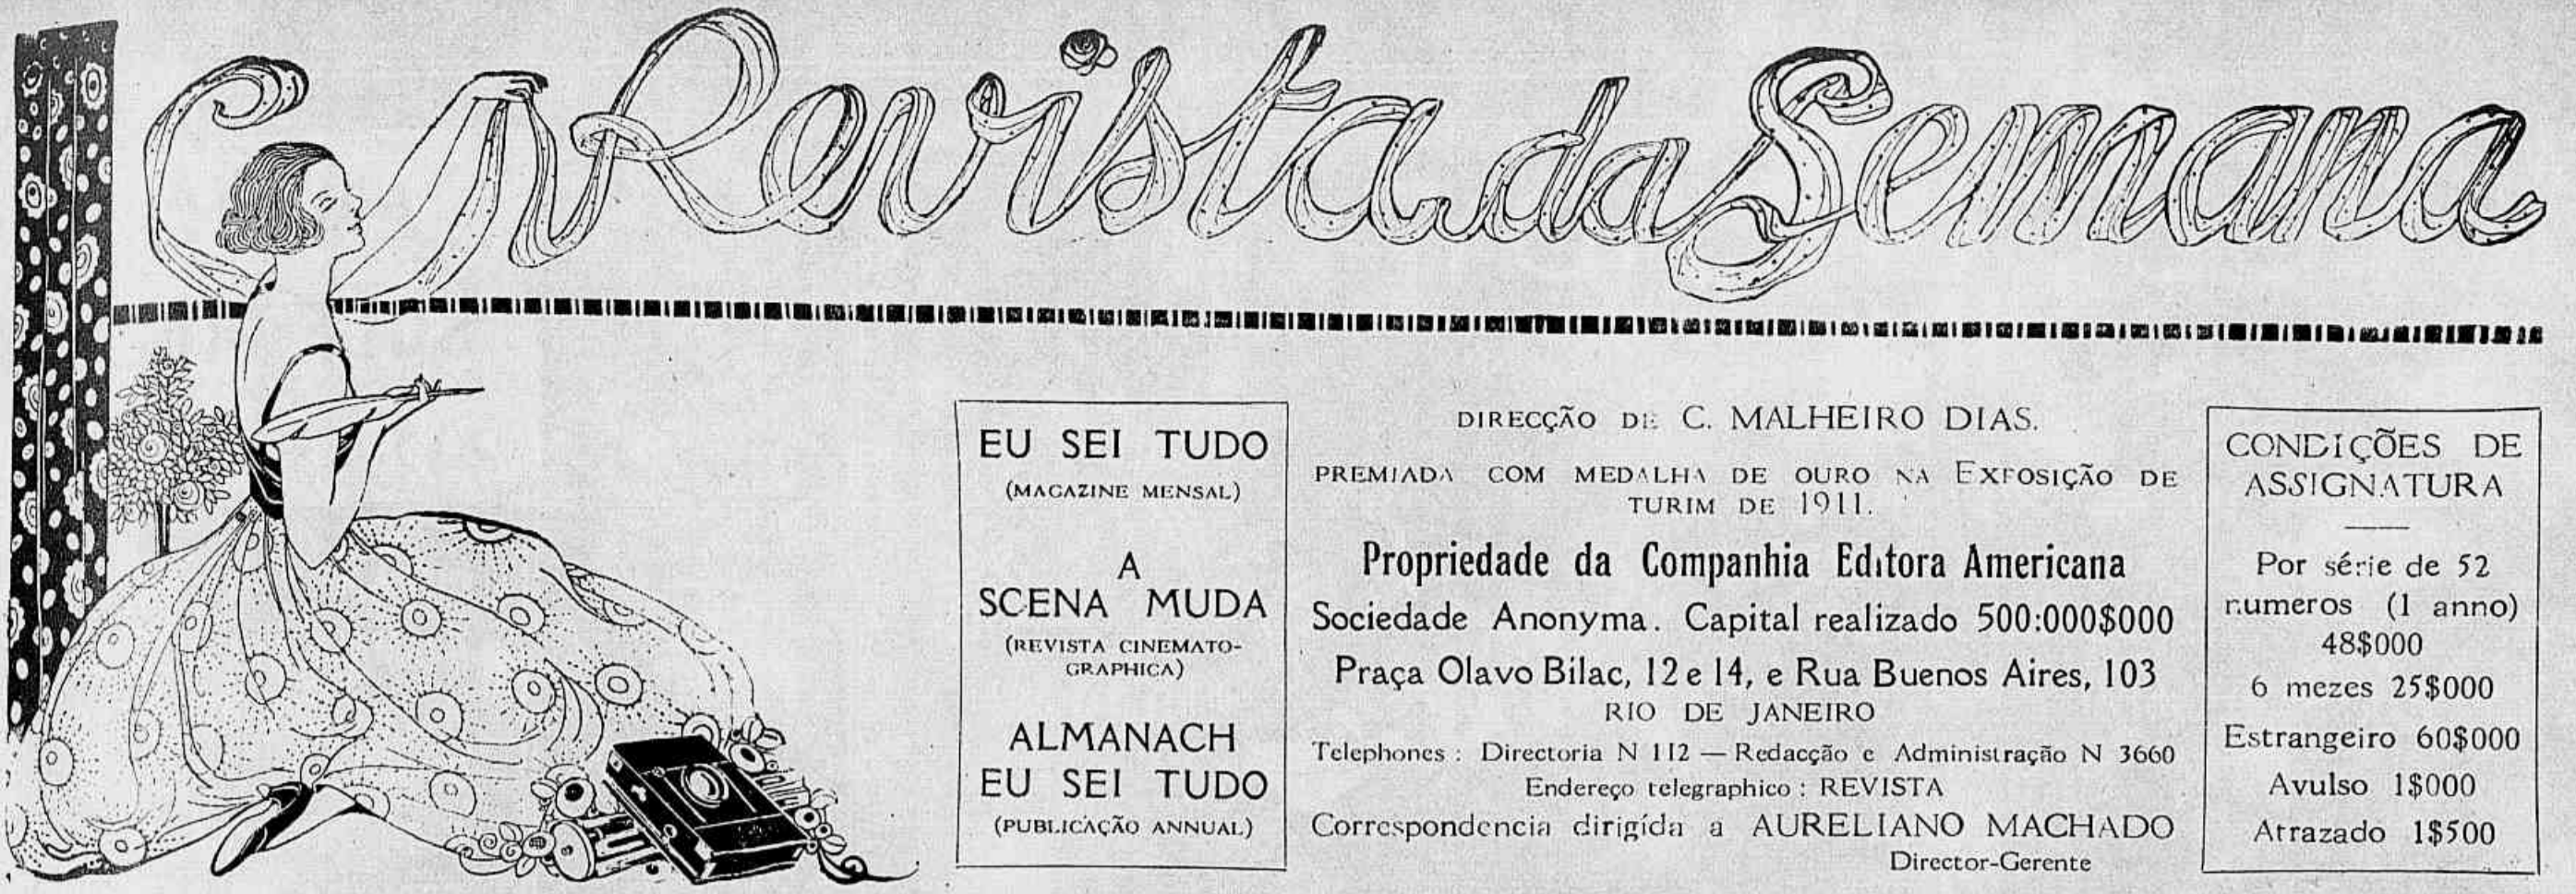 Revista da Semana
EU SEI TUDO
(MAGAZINE MENSAL)
A
SCENA MUDA
(REVISTA CINEMATO-
GRAPHICA)
ALMANACH
EU SEI TUDO
(PUBLICAÇÃO ANNUAL)
DIRECÇÃO DE C. MALHEIRO DIAS.
PREMIADA COM MEDALHA DE OURO NA EXPOSIÇÃO DE
TURIM DE 1911.
Propriedade da Companhia Editora Americana
Sociedade Anonyma. Capital realizado 500:000$000
Praça Olavo Bilac, 12 e 14, e Rua Buenos Aires, 103
RIO DE JANEIRO
Telephones : Directoria N 112 — Redacção e Administração N 3660
Endereço telegraphico : REVISTA
Correspondencia dirigída a AURELIANO MACHADO
Director-Gerente
CONDIÇÕES DE
ASSIGNATURA
Por série de 52
numeros (1 anno)
48$000
6 mezes 25$000
Estrangeiro 60$000
Avulso 1$000
Atrazado 1$500